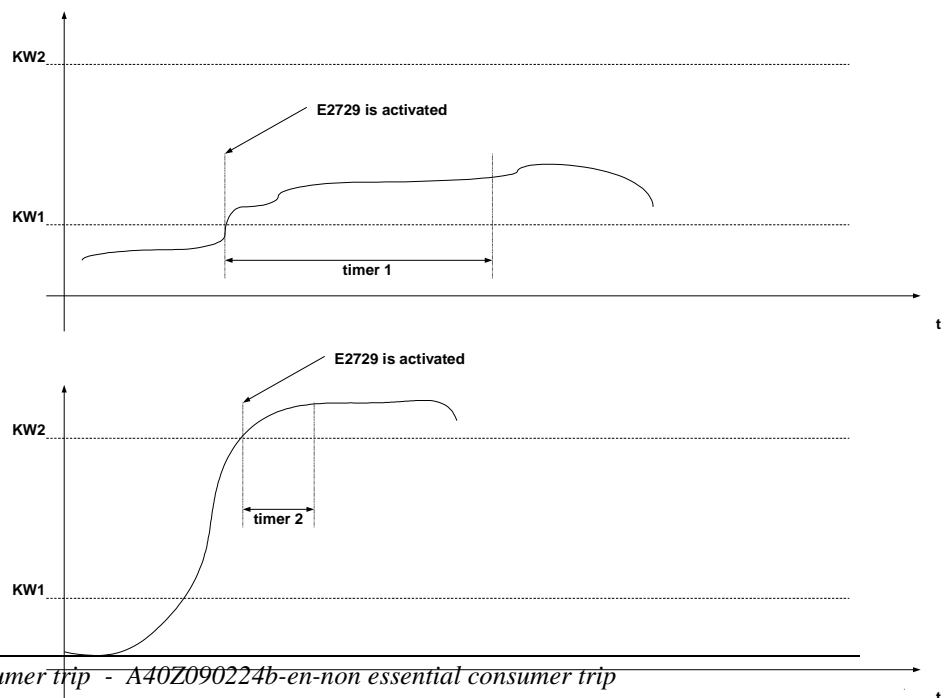 KW2
E2729 is activated
KW1
timer 1
t
E2729 is activated
KW2
timer 2
KW1
umer trip - A40Z090224b-en-non essential consumer trip
t